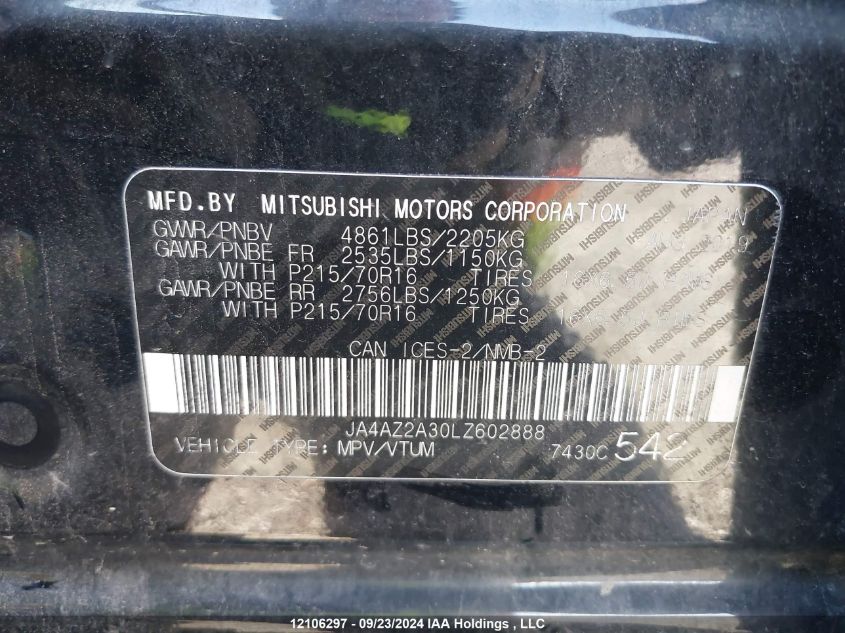 MFD.BY MITSUBISHI MOTORS CORPORATION JAPAN
GVWR/PNBV 4861LBS/2205KG
GAWR/PNBE FR 2535LBS/1150KG
WITH P215/70R16 TIRES
GAWR/PNBE RR 2756LBS/1250KG
WITH P215/70R16 TIRES
CAN ICES-2/NMB-2
JA4AZ2A30LZ602888
VEHICLE TYPE: MPV/VTUM 7430C 542
12106297 - 09/23/2024 IAA Holdings , LLC